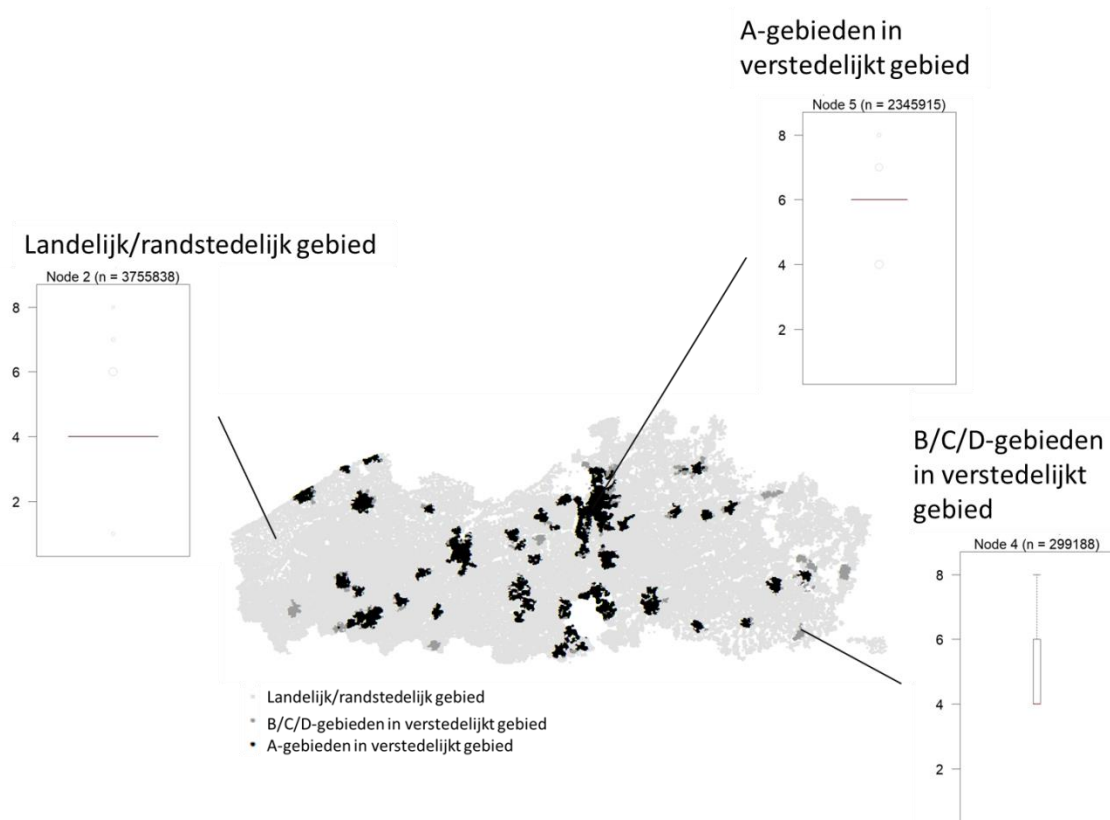 A-gebieden in
verstedelijkt gebied
Node 5 (n = 2345915)
8
6
4
2
Landelijk/randstedelijk gebied
Node 2 (n = 3755838)
8
6
4
2
B/C/D-gebieden
in verstedelijkt
gebied
Node 4 (n = 299188)
8
6
4
2
Landelijk/randstedelijk gebied
B/C/D-gebieden in verstedelijkt gebied
A-gebieden in verstedelijkt gebied